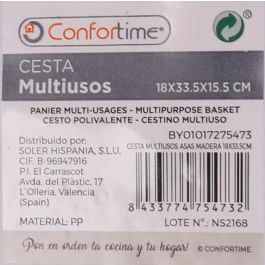 Confortime®
CESTA
Multiusos
18X33.5X15.5 CM
PANIER MULTI-USAGES - MULTIPURPOSE BASKET
CESTO POLIVALENTE - CESTINO MULTIUSO
BY01017275473
Distribuido por:
SOLER HISPANIA, S.L.U.
CIF. B-96947916
P.I. El Carrascot
Avda. del Plàstic, 17
L'Olleria, Valencia
(Spain)
MATERIAL: PP
CESTA MULTIUSOS ASAS MADERA 18X33.5CM
8 433774 754732
LOTE Nº.: NS2168
Pon en orden la cocina y tu hogar!
© CONFORTIME